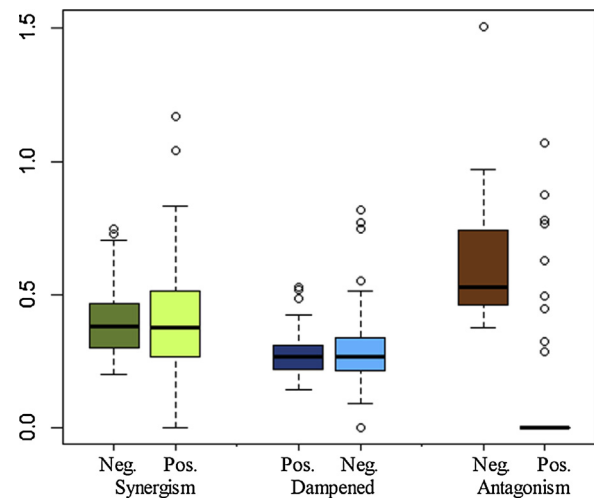 1.5
1.0
0.5
0.0
Neg. Pos. Pos. Neg. Neg. Pos.
Synergism Dampened Antagonism